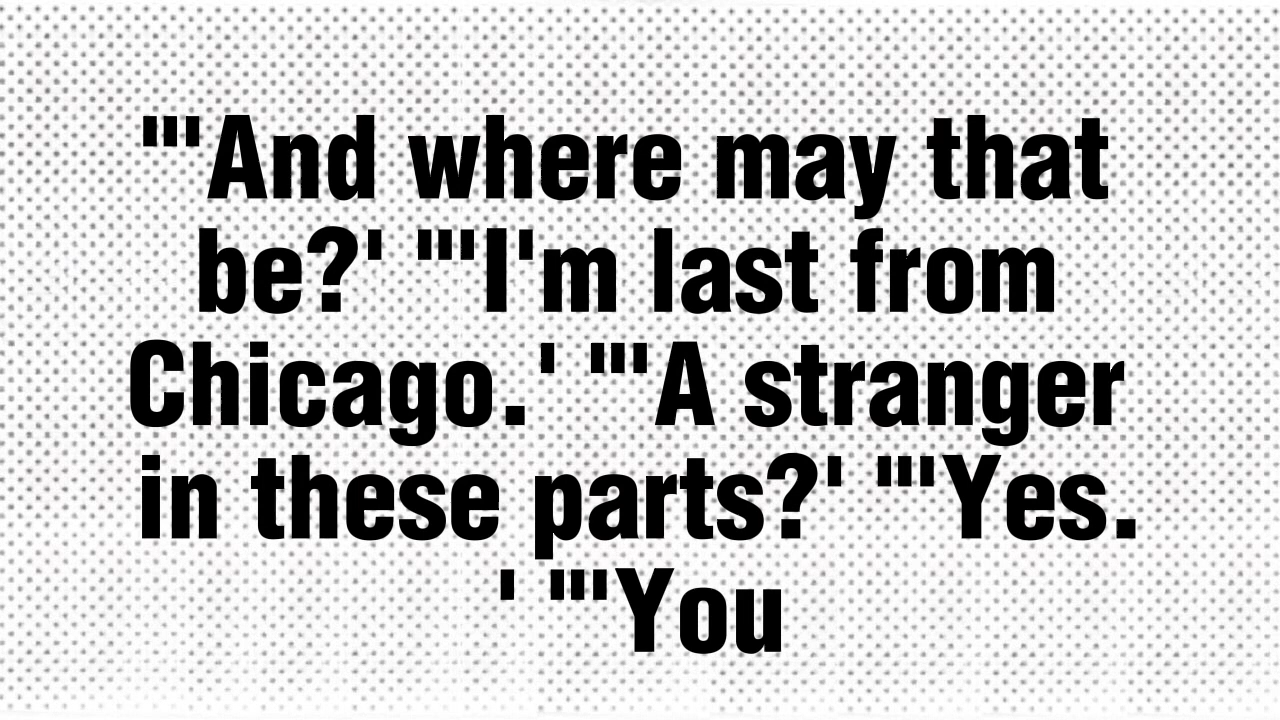 "'And where may that
be?' "'I'm last from
Chicago.' "'A stranger
in these parts?' "'Yes.
' "'You